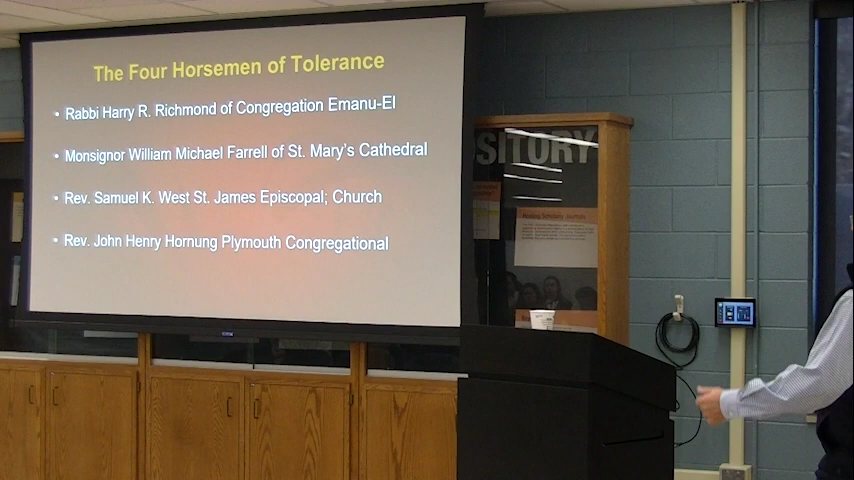 The Four Horsemen of Tolerance
• Rabbi Harry R. Richmond of Congregation Emanu-El
• Monsignor William Michael Farrell of St. Mary's Cathedral
• Rev. Samuel K. West St. James Episcopal; Church
• Rev. John Henry Hornung Plymouth Congregational
SITORY